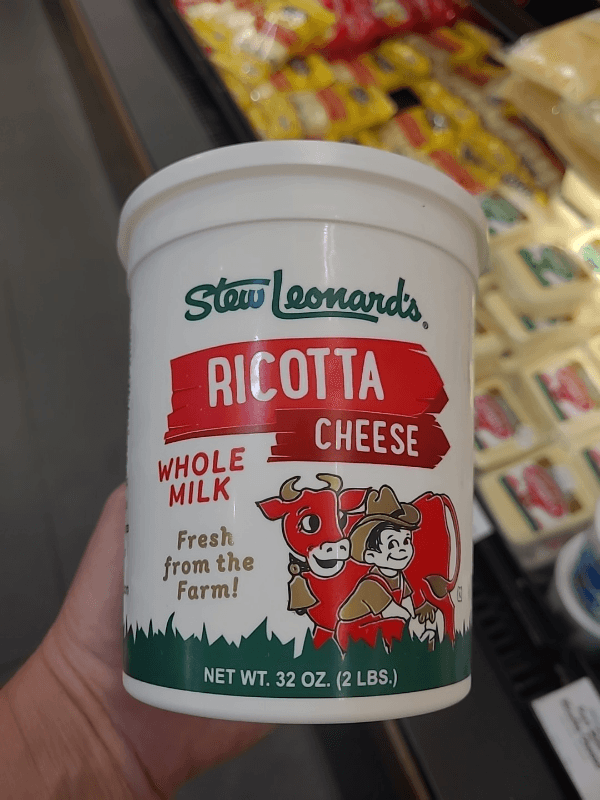 Stew Leonard's®
RICOTTA
CHEESE
WHOLE
MILK
Fresh
from the
Farm!
NET WT. 32 OZ. (2 LBS.)